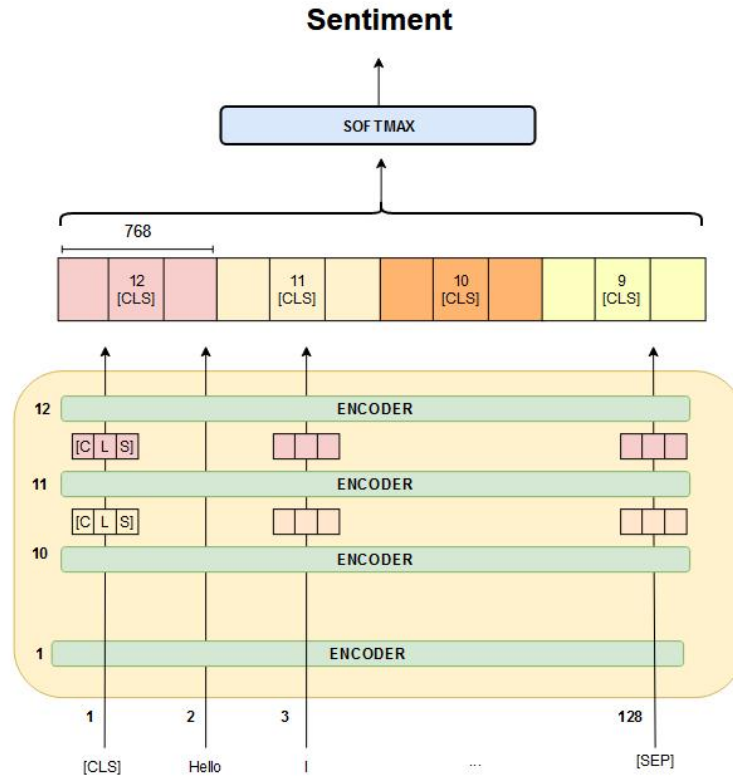 Sentiment
SOFTMAX
768
12
[CLS]
11
[CLS]
10
[CLS]
9
[CLS]
12 ENCODER
[C L S]
11 ENCODER
[C L S]
10 ENCODER
1 ENCODER
1 2 3 128
[CLS] Hello I ... [SEP]